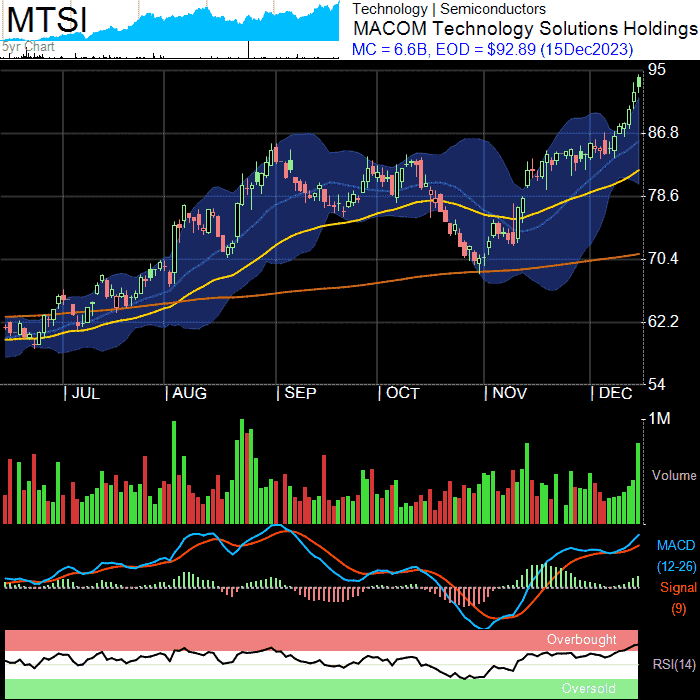 MTSI
5yr Chart
Technology | Semiconductors
MACOM Technology Solutions Holdings
MC = 6.6B, EOD = $92.89 (15Dec2023)
95
86.8
78.6
70.4
62.2
54
| JUL | AUG | SEP | OCT | NOV | DEC
1M
Volume
MACD
(12-26)
Signal
(9)
Overbought
RSI(14)
Oversold